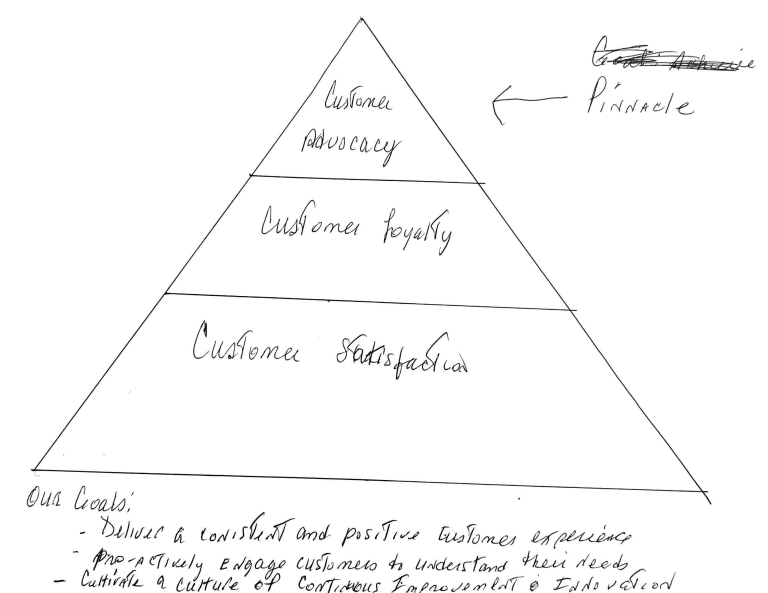 Customer
Advocacy
Pinnacle
Customer Loyalty
Customer Satisfaction
Our Goals:
- Deliver a consistent and positive customer experience
- Pro-actively Engage customers to understand their needs
- Cultivate a culture of Continuous Improvement & Innovation